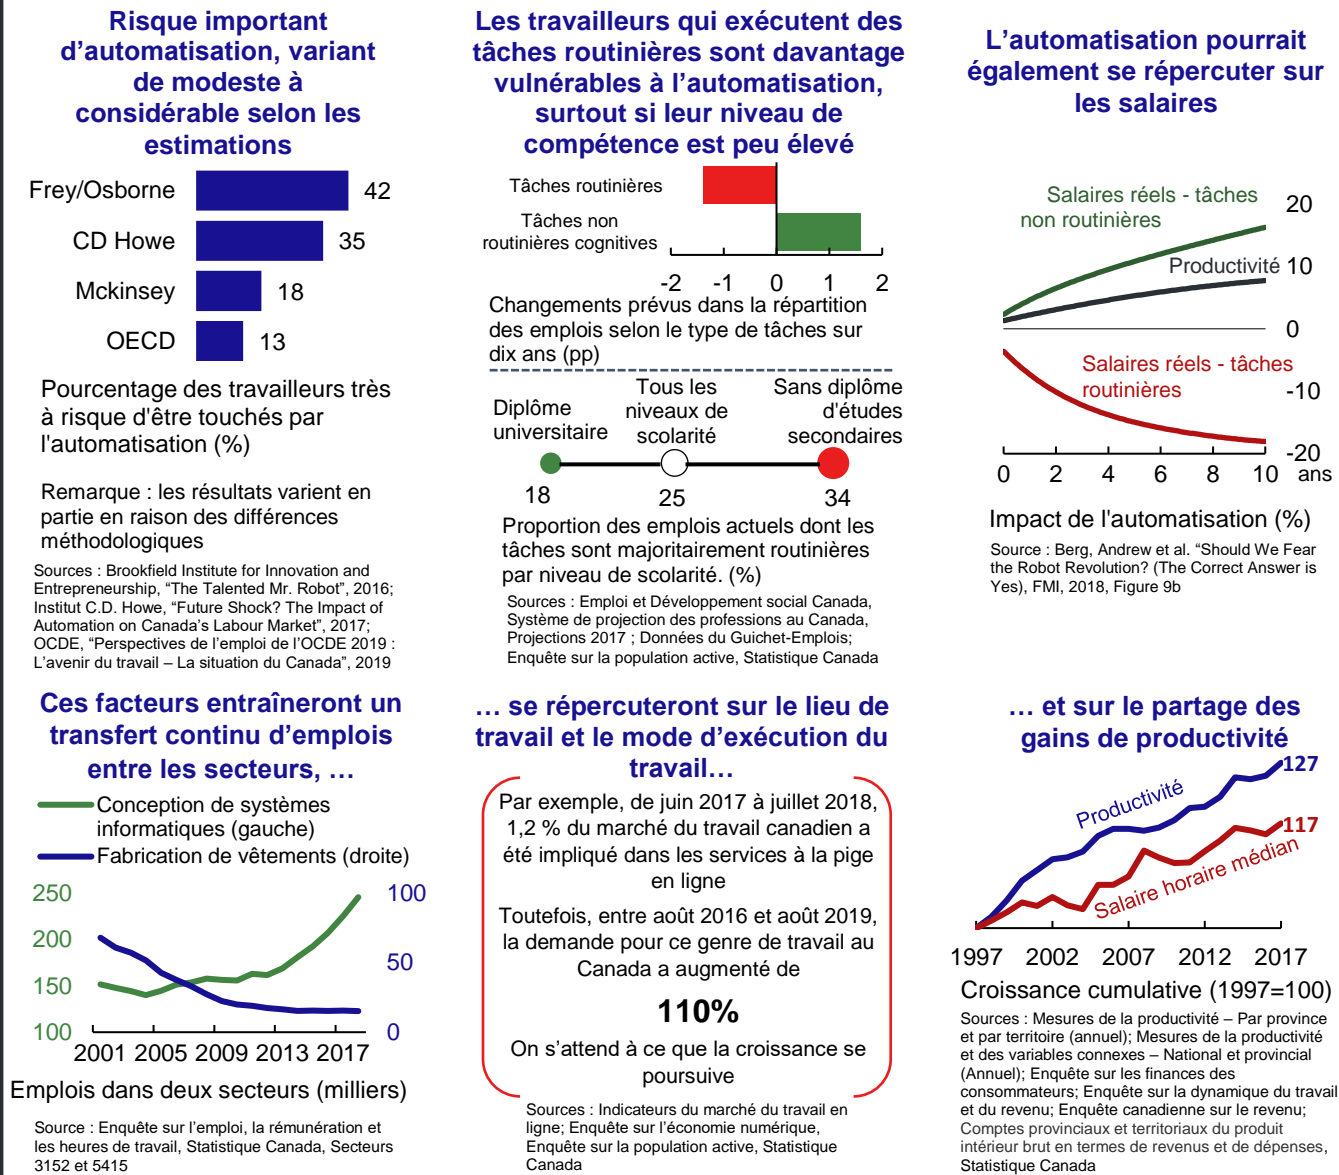 Risque important
d'automatisation, variant
de modeste à
considérable selon les
estimations
Frey/Osborne
42
CD Howe
35
Mckinsey
18
OECD
13
Pourcentage des travailleurs très
à risque d'être touchés par
l'automatisation (%)
Remarque : les résultats varient en
partie en raison des différences
méthodologiques
Sources : Brookfield Institute for Innovation and
Entrepreneurship, “The Talented Mr. Robot”, 2016;
Institut C.D. Howe, “Future Shock? The Impact of
Automation on Canada’s Labour Market”, 2017;
OCDE, “Perspectives de l’emploi de l’OCDE 2019 :
L’avenir du travail – La situation du Canada”, 2019
Les travailleurs qui exécutent des
tâches routinières sont davantage
vulnérables à l’automatisation,
surtout si leur niveau de
compétence est peu élevé
Tâches routinières
Tâches non
routinières cognitives
-2 -1 0 1 2
Changements prévus dans la répartition
des emplois selon le type de tâches sur
dix ans (pp)
Diplôme
universitaire
Tous les
niveaux de
scolarité
Sans diplôme
d'études
secondaires
18
25
34
Proportion des emplois actuels dont les
tâches sont majoritairement routinières
par niveau de scolarité. (%)
Sources : Emploi et Développement social Canada,
Système de projection des professions au Canada,
Projections 2017 ; Données du Guichet-Emplois;
Enquête sur la population active, Statistique Canada
L’automatisation pourrait
également se répercuter sur
les salaires
Salaires réels - tâches
non routinières
Productivité
Salaires réels - tâches
routinières
20
10
0
-10
-20
0 2 4 6 8 10 ans
Impact de l'automatisation (%)
Source : Berg, Andrew et al. “Should We Fear
the Robot Revolution? (The Correct Answer is
Yes), FMI, 2018, Figure 9b
Ces facteurs entraîneront un
transfert continu d’emplois
entre les secteurs, …
Conception de systèmes
informatiques (gauche)
Fabrication de vêtements (droite)
250
200
150
100
100
50
0
2001 2005 2009 2013 2017
Emplois dans deux secteurs (milliers)
Source : Enquête sur l’emploi, la rémunération et
les heures de travail, Statistique Canada, Secteurs
3152 et 5415
… se répercuteront sur le lieu de
travail et le mode d’exécution du
travail…
Par exemple, de juin 2017 à juillet 2018,
1,2 % du marché du travail canadien a
été impliqué dans les services à la pige
en ligne
Toutefois, entre août 2016 et août 2019,
la demande pour ce genre de travail au
Canada a augmenté de
110%
On s’attend à ce que la croissance se
poursuive
Sources : Indicateurs du marché du travail en
ligne; Enquête sur l’économie numérique,
Enquête sur la population active, Statistique
Canada
… et sur le partage des
gains de productivité
127
Productivité
117
Salaire horaire médian
1997 2002 2007 2012 2017
Croissance cumulative (1997=100)
Sources : Mesures de la productivité – Par province
et par territoire (annuel); Mesures de la productivité
et des variables connexes – National et provincial
(Annuel); Enquête sur les finances des
consommateurs; Enquête sur la dynamique du travail
et du revenu; Enquête canadienne sur le revenu;
Comptes provinciaux et territoriaux du produit
intérieur brut en termes de revenus et de dépenses,
Statistique Canada